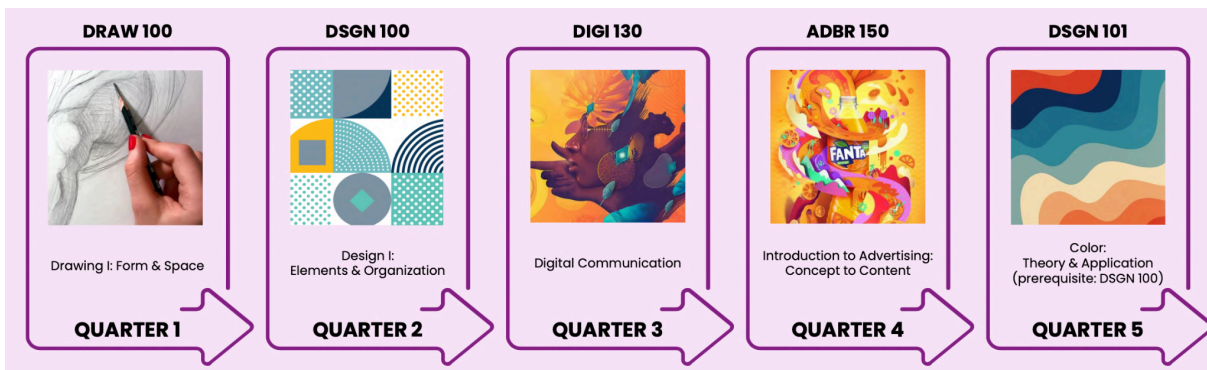 DRAW 100
Drawing I: Form & Space
QUARTER 1
DSGN 100
Design I:
Elements & Organization
QUARTER 2
DIGI 130
Digital Communication
QUARTER 3
ADBR 150
FANTA
Introduction to Advertising:
Concept to Content
QUARTER 4
DSGN 101
Color:
Theory & Application
(prerequisite: DSGN 100)
QUARTER 5